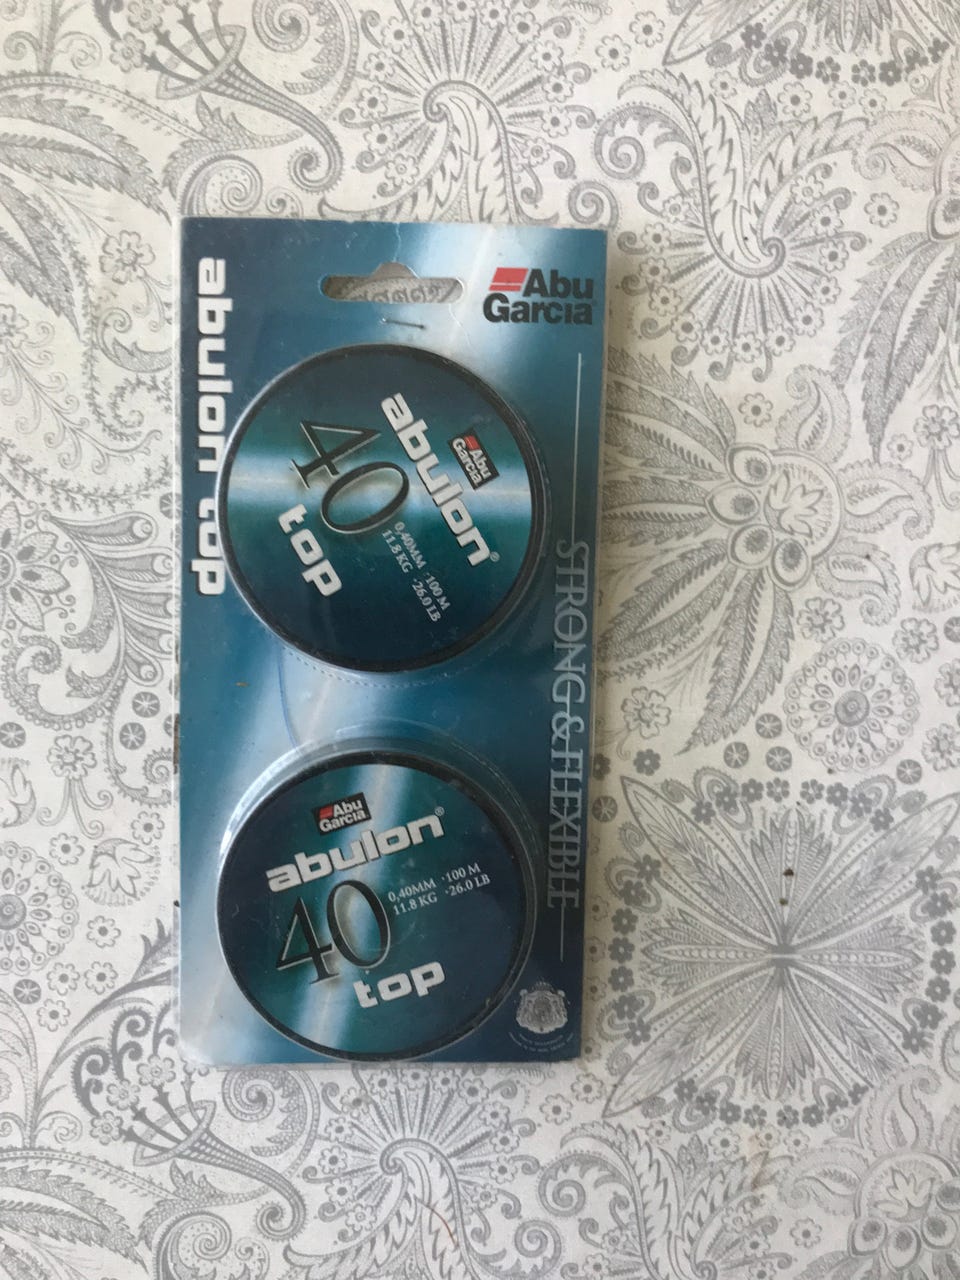 Abu
Garcia
abulon top
Abu
Garcia
abulon®
40
0,40MM ·100 M
11.8 KG ·26.0 LB
top
STRONG & FLEXIBLE
Abu
Garcia
abulon®
40
0,40MM ·100 M
11.8 KG ·26.0 LB
top